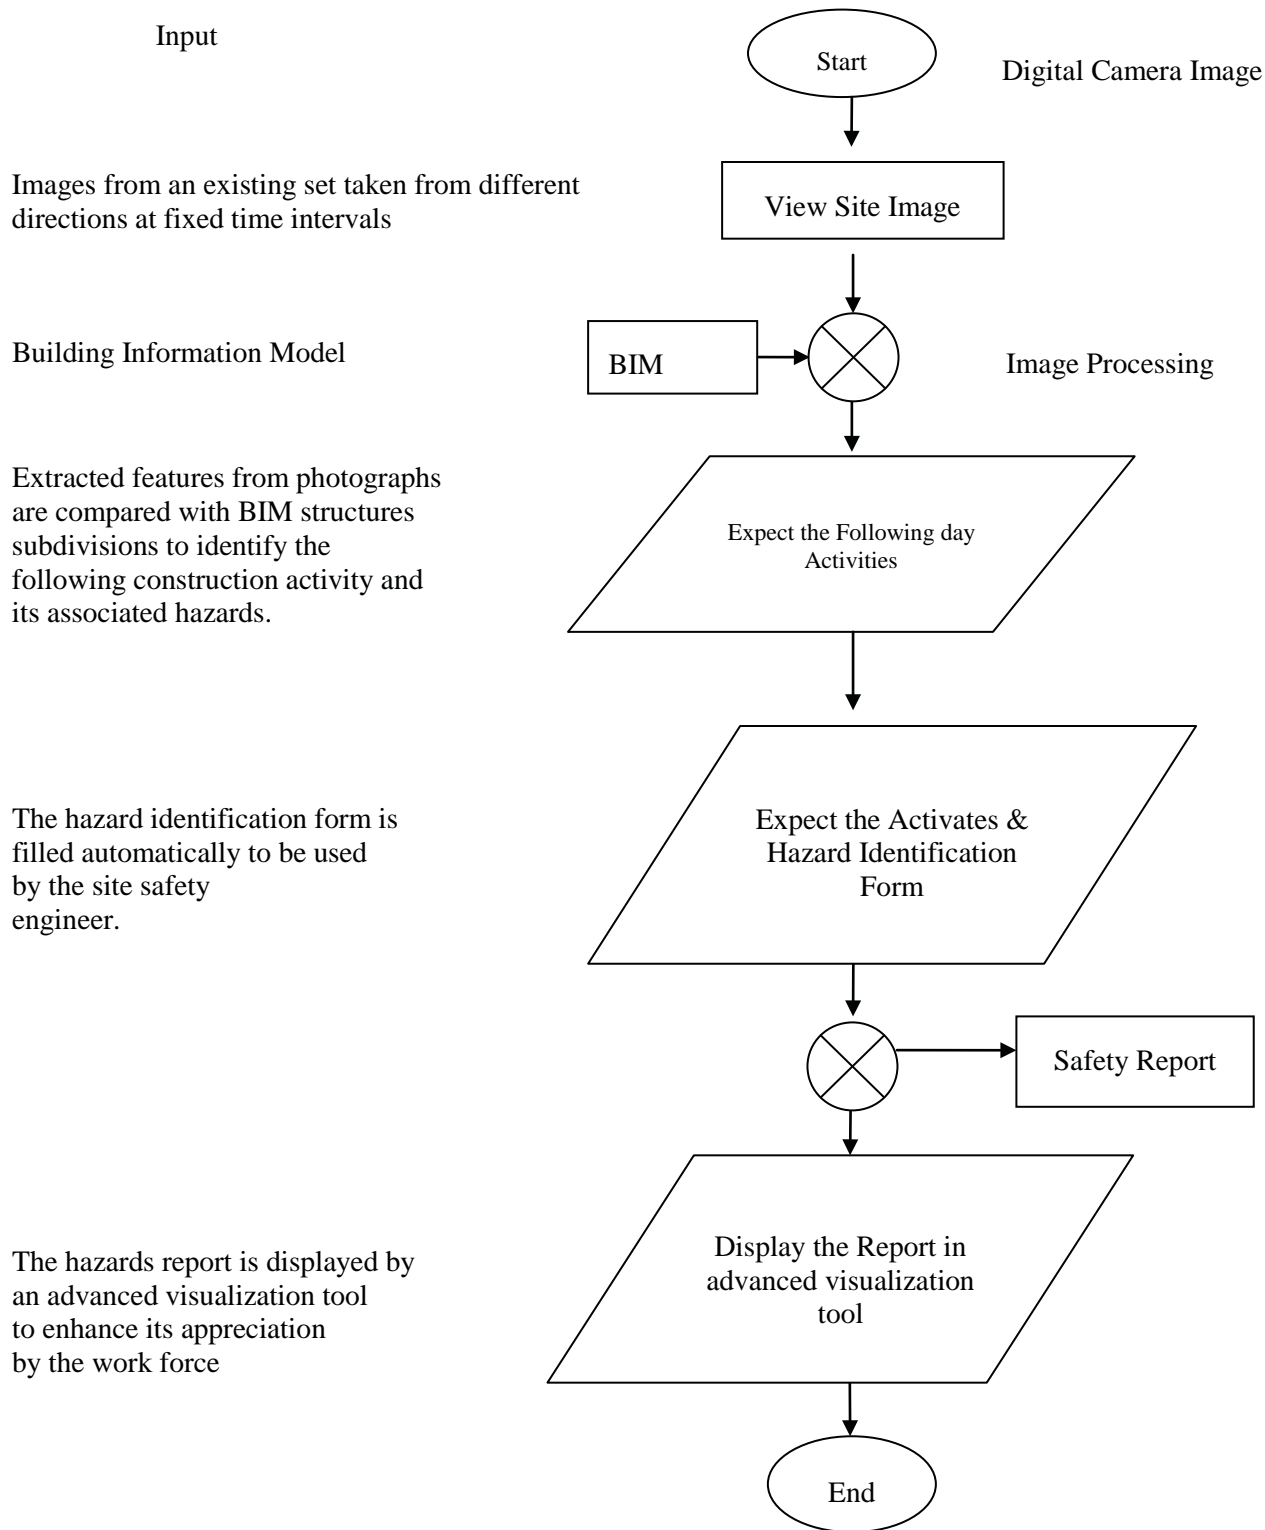 Input
Start
Digital Camera Image
Images from an existing set taken from different
directions at fixed time intervals
View Site Image
Building Information Model
BIM
Image Processing
Extracted features from photographs
are compared with BIM structures
subdivisions to identify the
following construction activity and
its associated hazards.
Expect the Following day
Activities
The hazard identification form is
filled automatically to be used
by the site safety
engineer.
Expect the Activates &
Hazard Identification
Form
Safety Report
The hazards report is displayed by
an advanced visualization tool
to enhance its appreciation
by the work force
Display the Report in
advanced visualization
tool
End